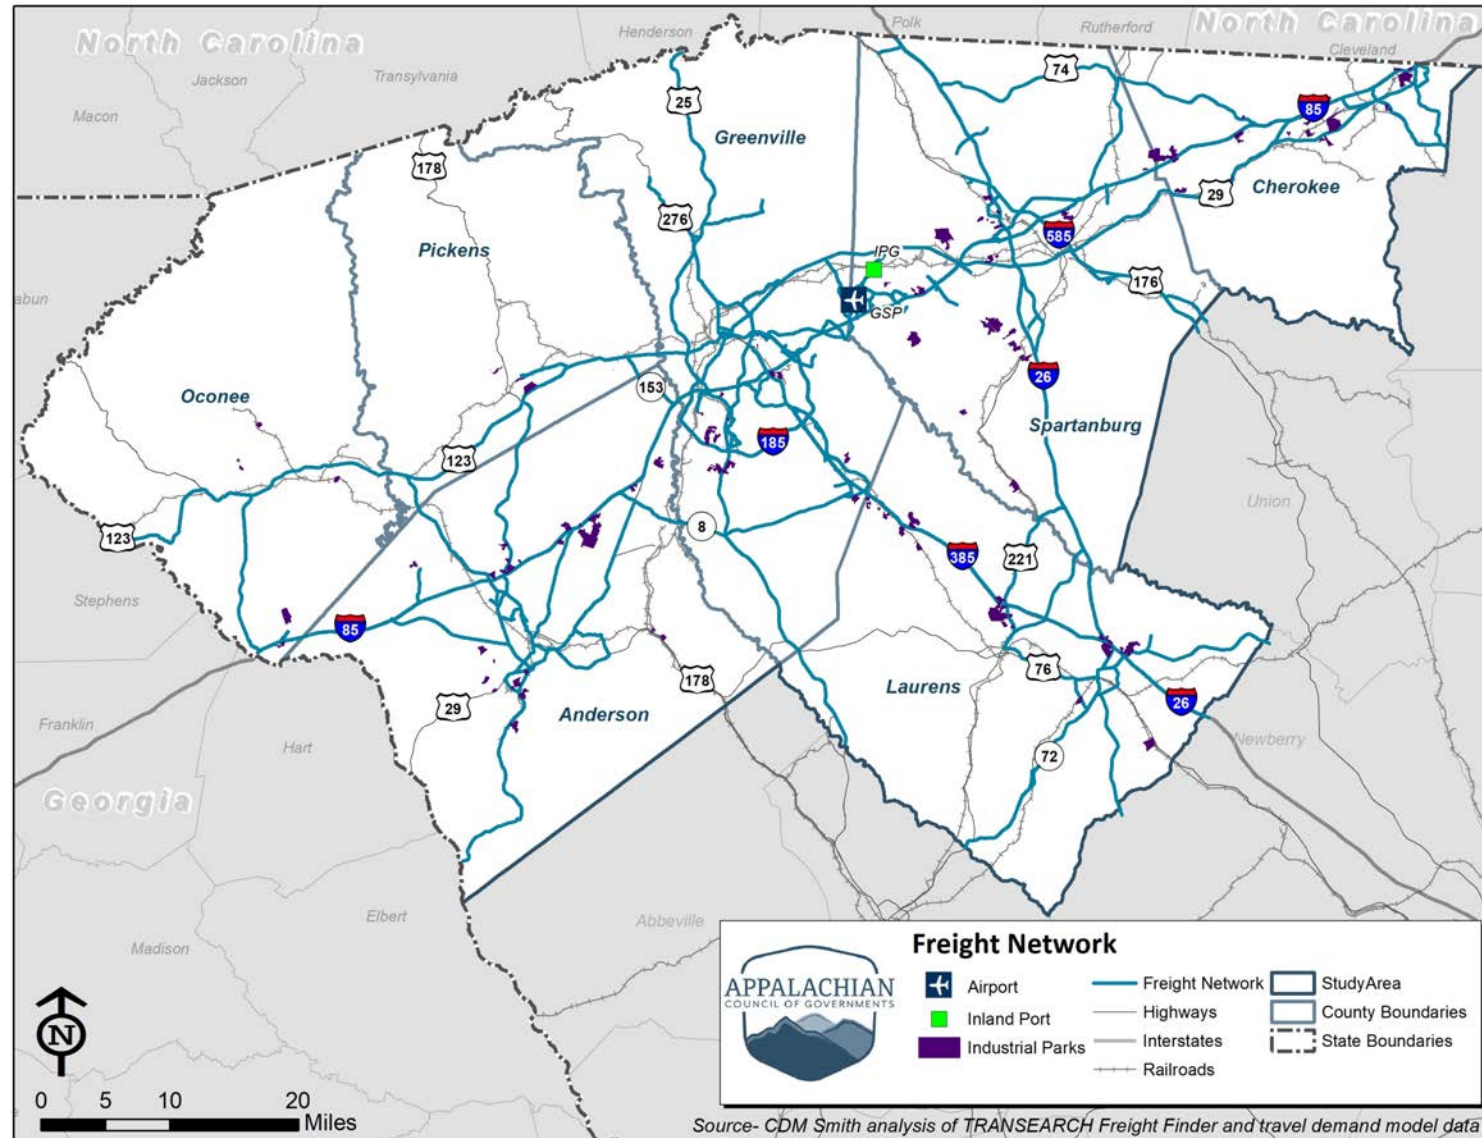 North Carolina
North Carolina
Polk
Rutherford
Henderson
Cleveland
Jackson
Transylvania
Macon
74
25
85
Greenville
178
29
Cherokee
276
585
Pickens
IPG
176
GSP
abun
26
153
Oconee
Spartanburg
185
123
Union
8
123
385
221
Stephens
85
76
178
Laurens
26
29
Anderson
Franklin
Newberry
Hart
72
Georgia
Elbert
Abbeville
Madison
Freight Network
APPALACHIAN
COUNCIL OF GOVERNMENTS
Airport
Inland Port
Industrial Parks
Freight Network
Highways
Interstates
Railroads
StudyArea
County Boundaries
State Boundaries
N
0 5 10 20
Miles
Source- CDM Smith analysis of TRANSEARCH Freight Finder and travel demand model data